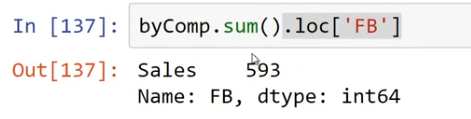 In [137]: byComp.sum().loc['FB']
Out[137]: Sales    593
Name: FB, dtype: int64